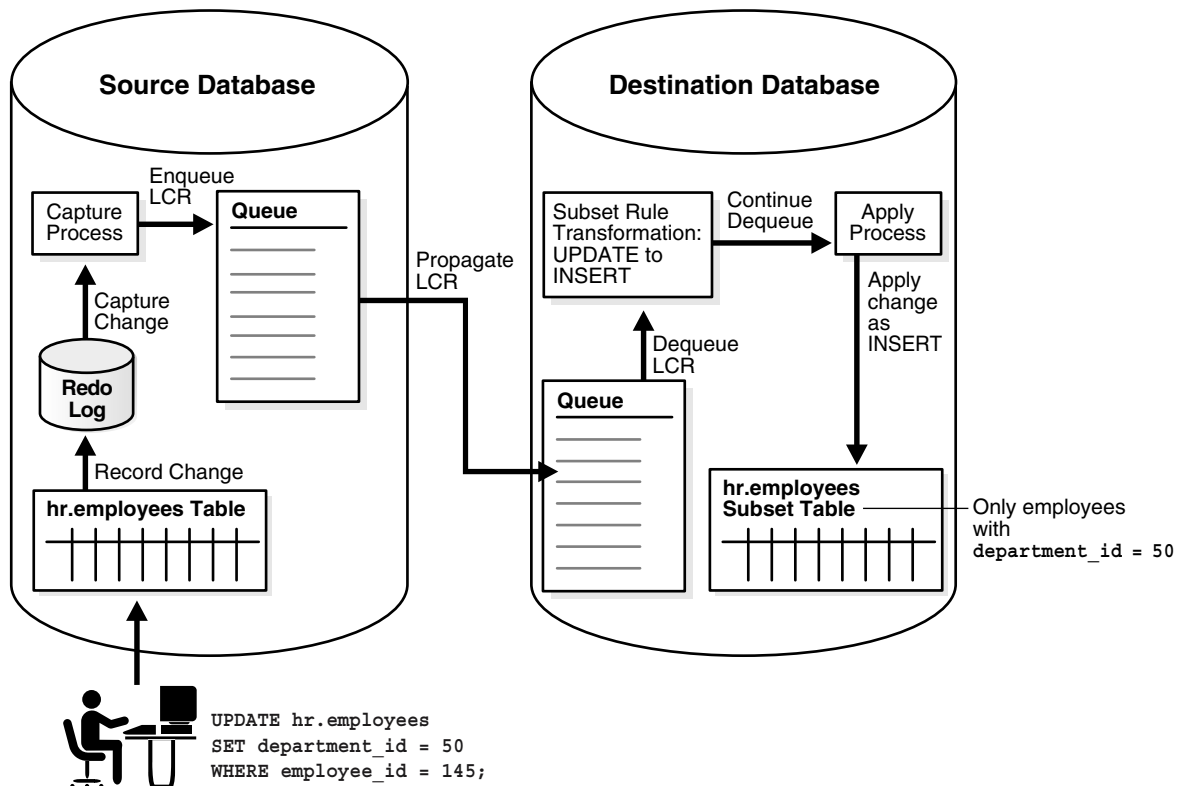 Source Database
Enqueue
LCR
Capture
Process
Queue
Capture
Change
Redo
Log
Record Change
hr.employees Table
Propagate
LCR
Destination Database
Subset Rule
Transformation:
UPDATE to
INSERT
Continue
Dequeue
Apply
Process
Dequeue
LCR
Apply
change
as
INSERT
Queue
hr.employees
Subset Table
Only employees
with
department_id = 50
UPDATE hr.employees
SET department_id = 50
WHERE employee_id = 145;